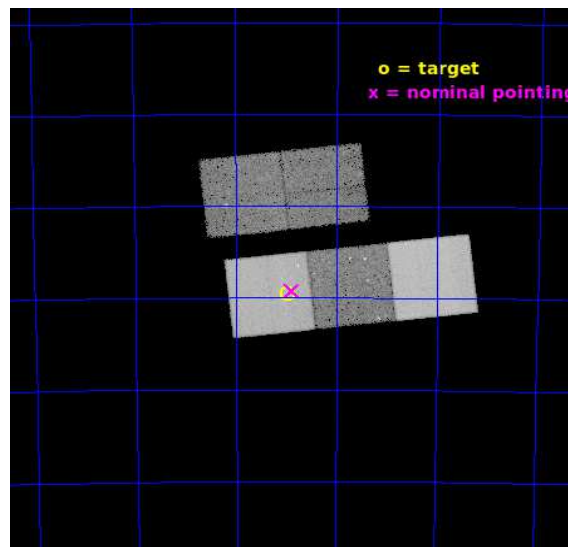 o = target
x = nominal pointing